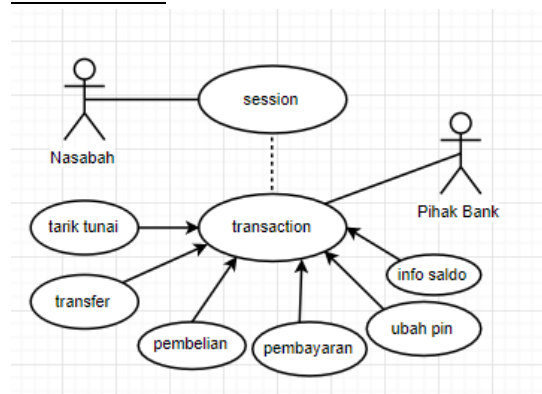 session
Nasabah
Pihak Bank
tarik tunai
transaction
info saldo
transfer
ubah pin
pembelian
pembayaran